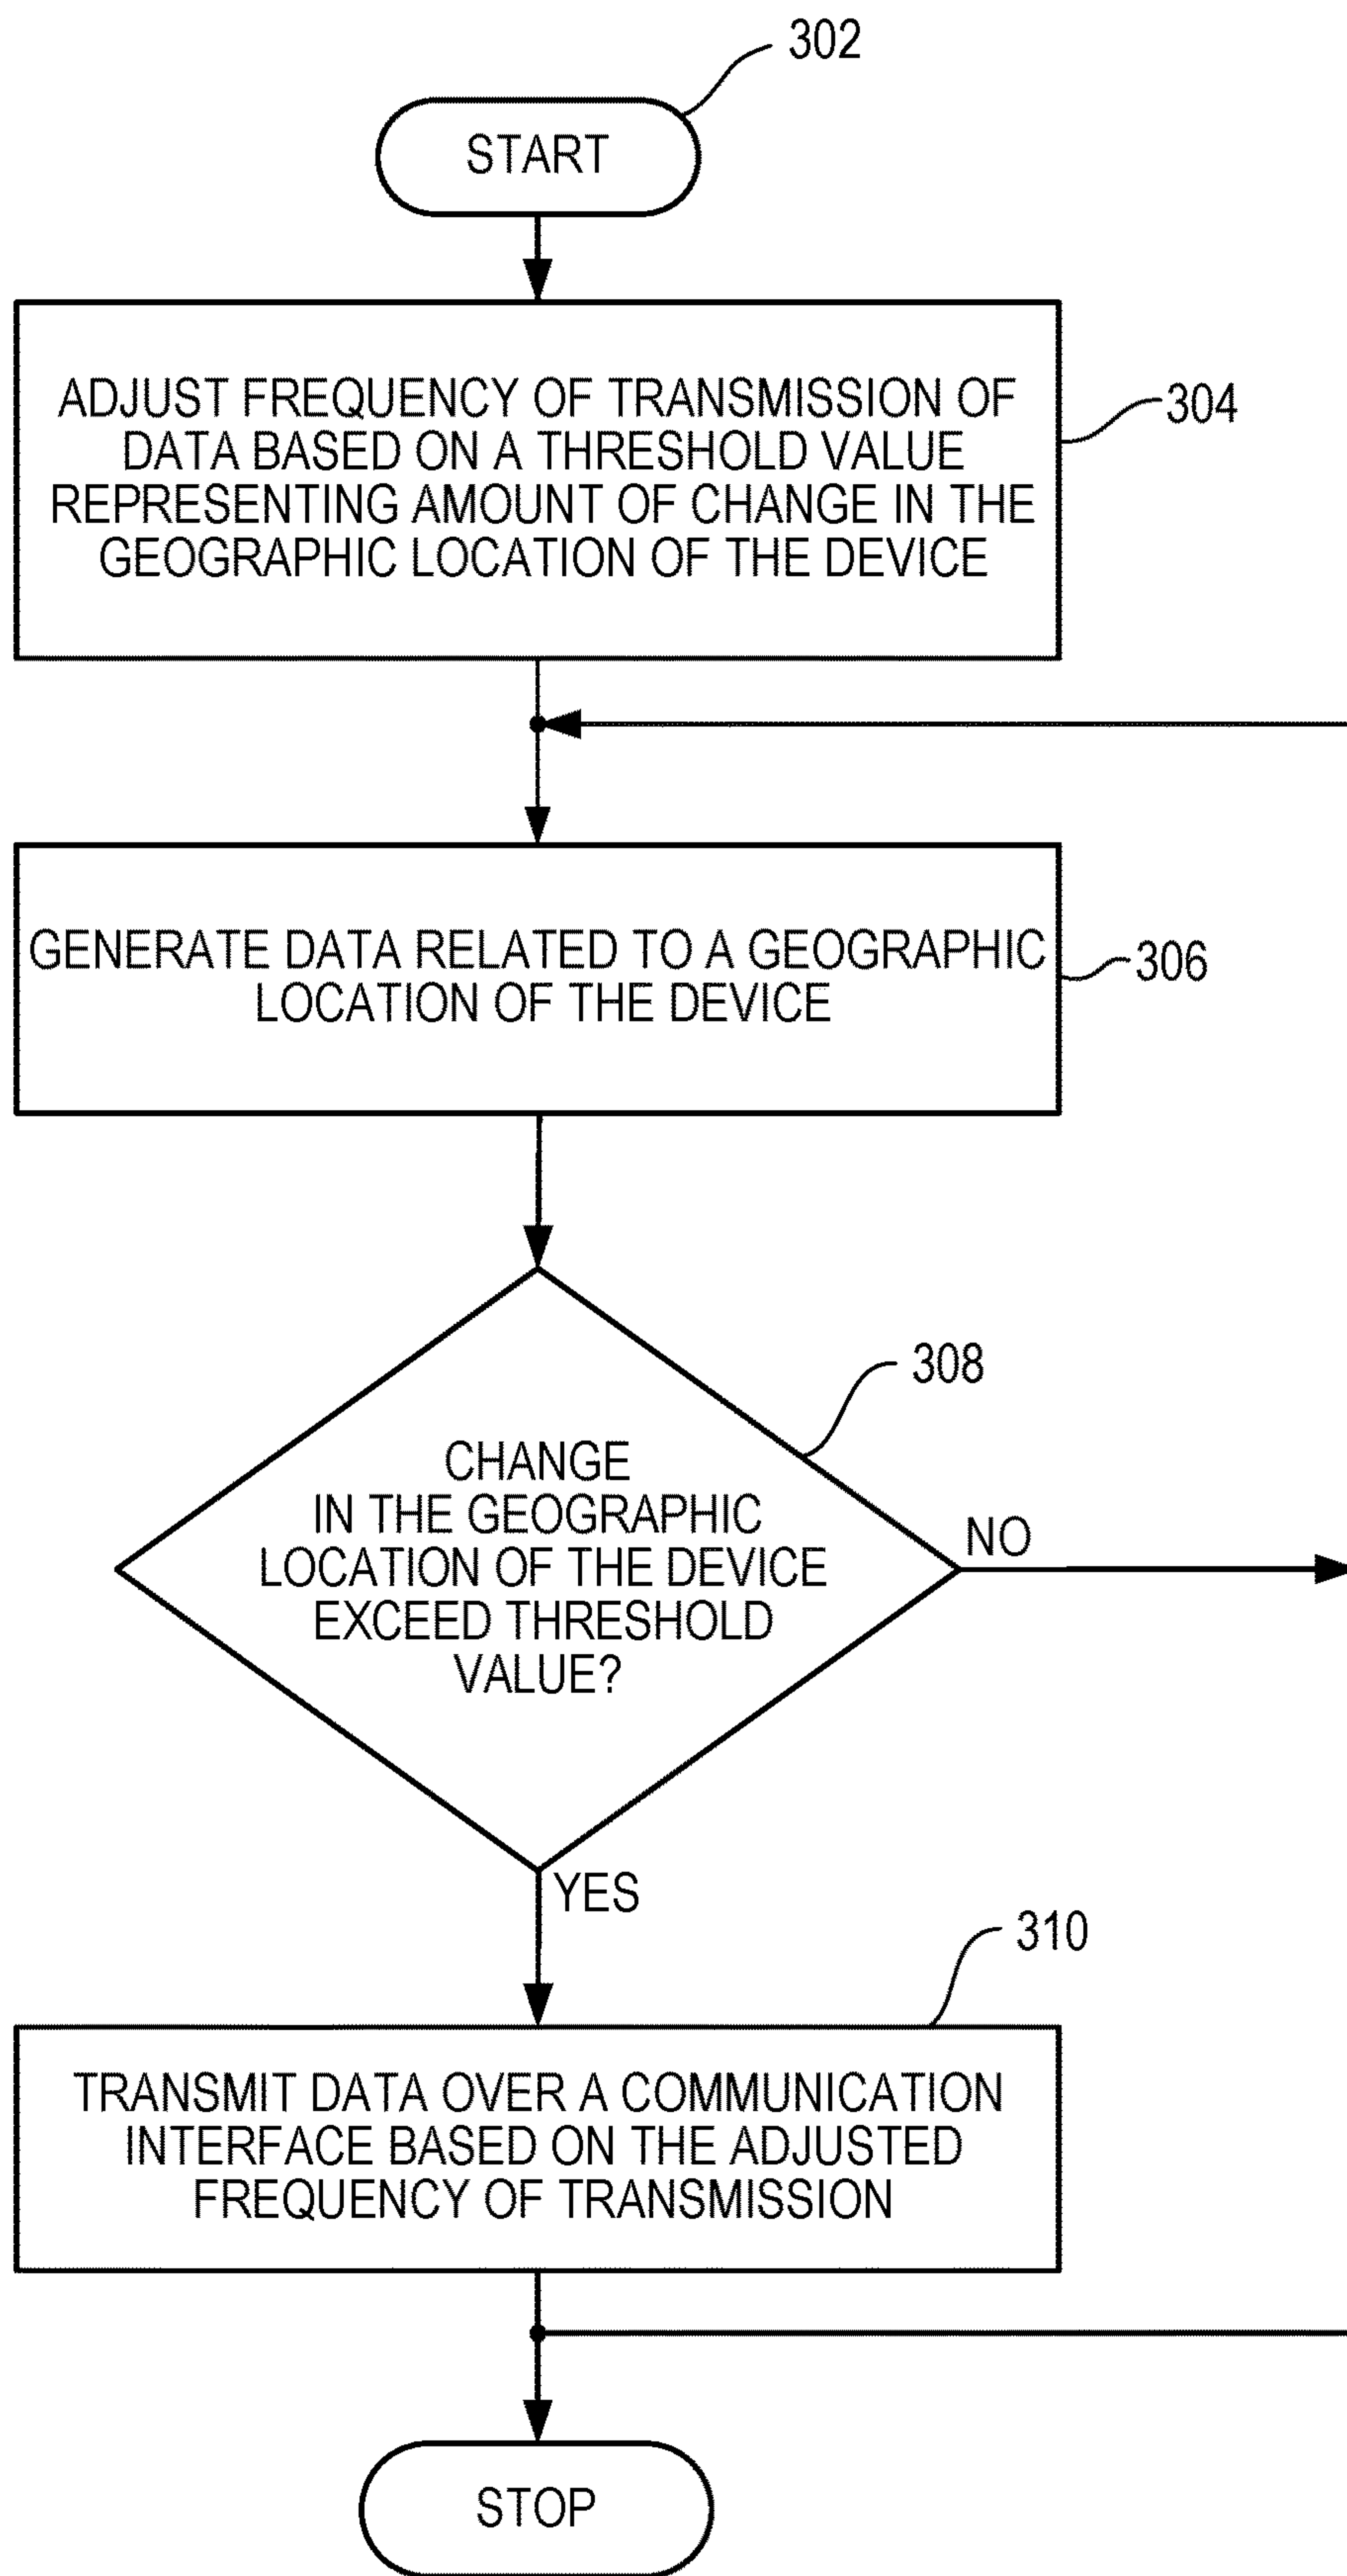 302
START
ADJUST FREQUENCY OF TRANSMISSION OF
DATA BASED ON A THRESHOLD VALUE
REPRESENTING AMOUNT OF CHANGE IN THE
GEOGRAPHIC LOCATION OF THE DEVICE
304
GENERATE DATA RELATED TO A GEOGRAPHIC
LOCATION OF THE DEVICE
306
308
CHANGE
IN THE GEOGRAPHIC
LOCATION OF THE DEVICE
EXCEED THRESHOLD
VALUE?
NO
YES
310
TRANSMIT DATA OVER A COMMUNICATION
INTERFACE BASED ON THE ADJUSTED
FREQUENCY OF TRANSMISSION
STOP